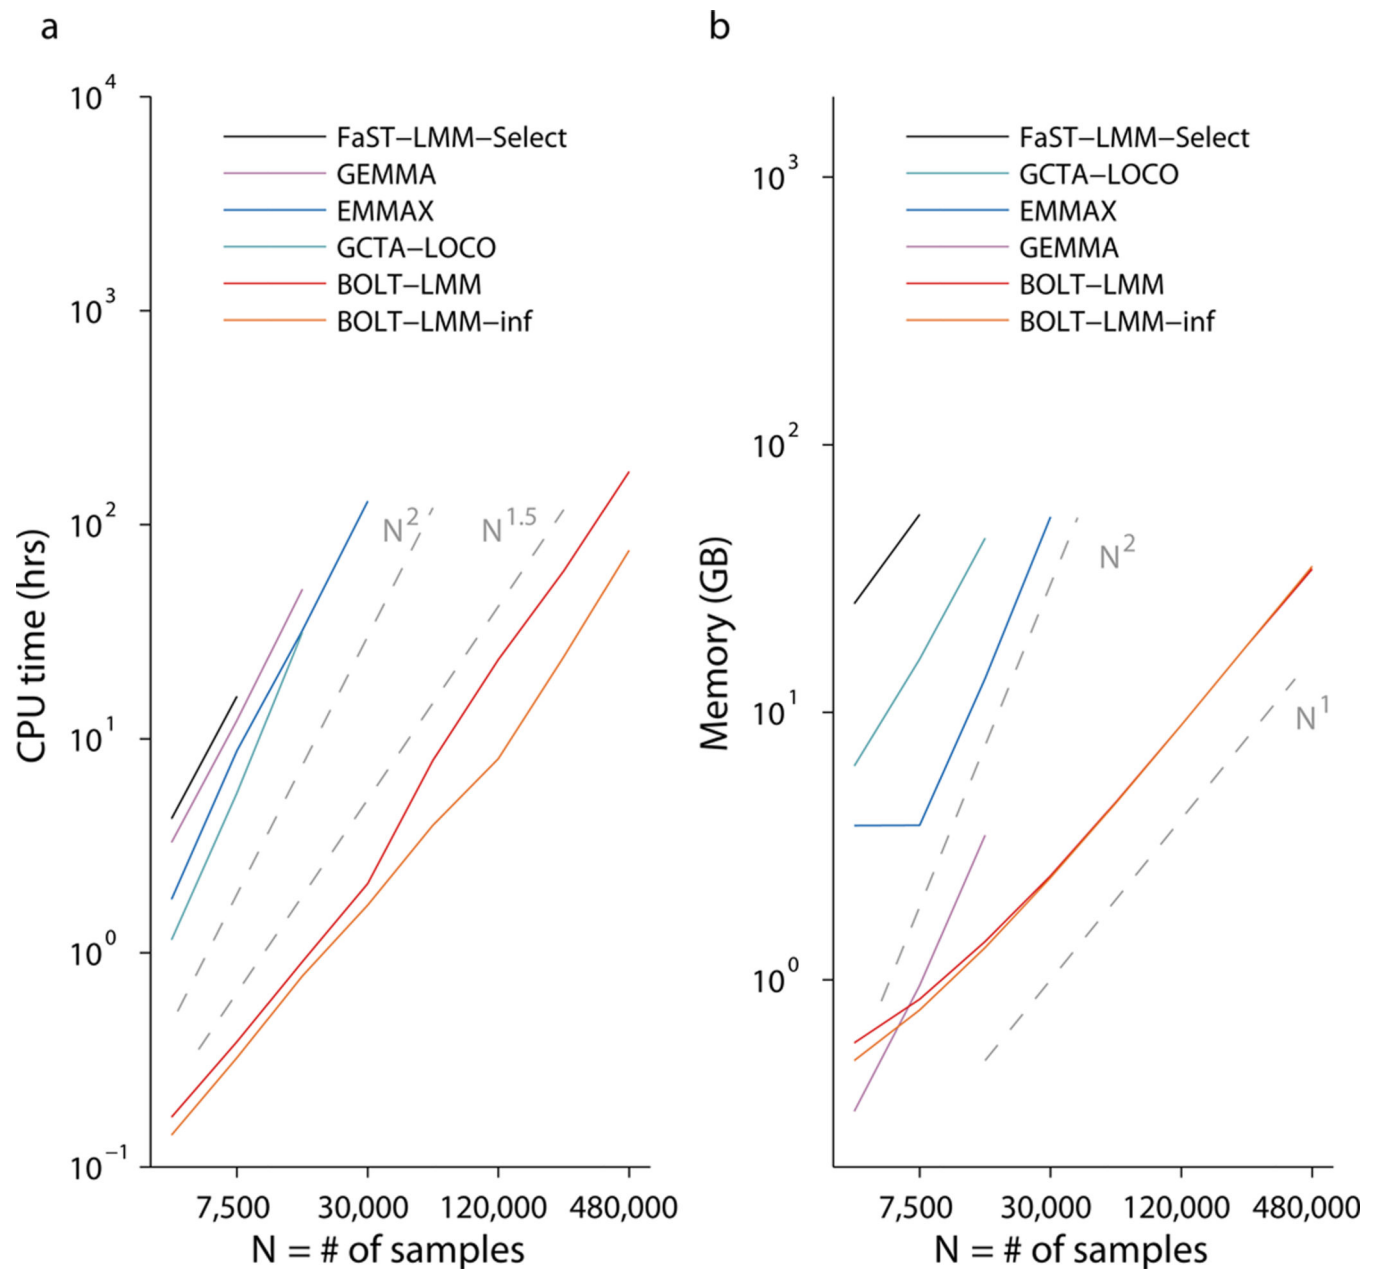 a
CPU time (hrs)
10^4
10^3
10^2
10^1
10^0
10^−1
FaST−LMM−Select
GEMMA
EMMAX
GCTA−LOCO
BOLT−LMM
BOLT−LMM−inf
N^2
N^1.5
7,500 30,000 120,000 480,000
N = # of samples
b
Memory (GB)
10^3
10^2
10^1
10^0
FaST−LMM−Select
GCTA−LOCO
EMMAX
GEMMA
BOLT−LMM
BOLT−LMM−inf
N^2
N^1
7,500 30,000 120,000 480,000
N = # of samples